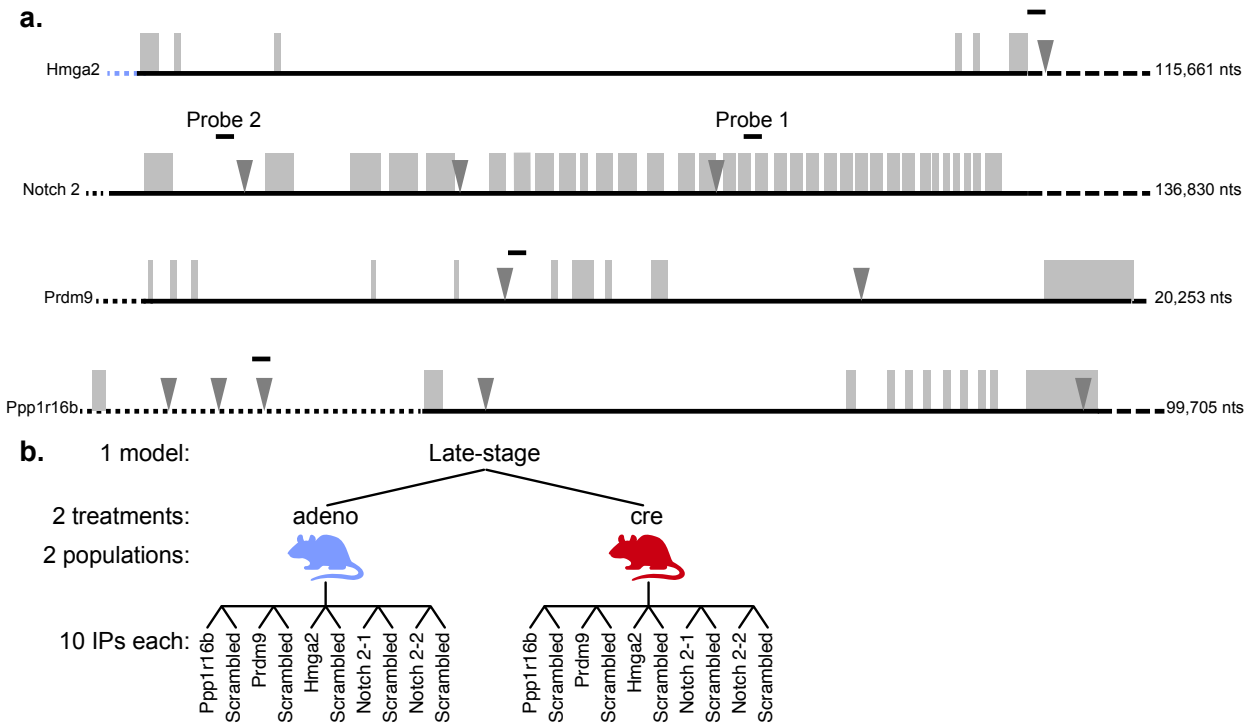 a.
Hmga2 115,661 nts
Probe 2 Probe 1
Notch 2 136,830 nts
Prdm9 20,253 nts
Ppp1r16b 99,705 nts
b.
1 model: Late-stage
2 treatments: adeno cre
2 populations:
10 IPs each: Ppp1r16b Scrambled Prdm9 Scrambled Hmga2 Scrambled Notch 2-1 Scrambled Notch 2-2 Scrambled Ppp1r16b Scrambled Prdm9 Scrambled Hmga2 Scrambled Notch 2-1 Scrambled Notch 2-2 Scrambled